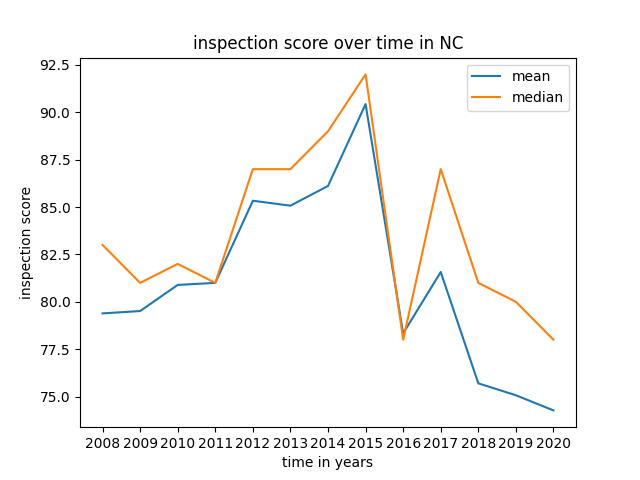 inspection score over time in NC
mean
median
inspection score
92.5
90.0
87.5
85.0
82.5
80.0
77.5
75.0
2008 2009 2010 2011 2012 2013 2014 2015 2016 2017 2018 2019 2020
time in years